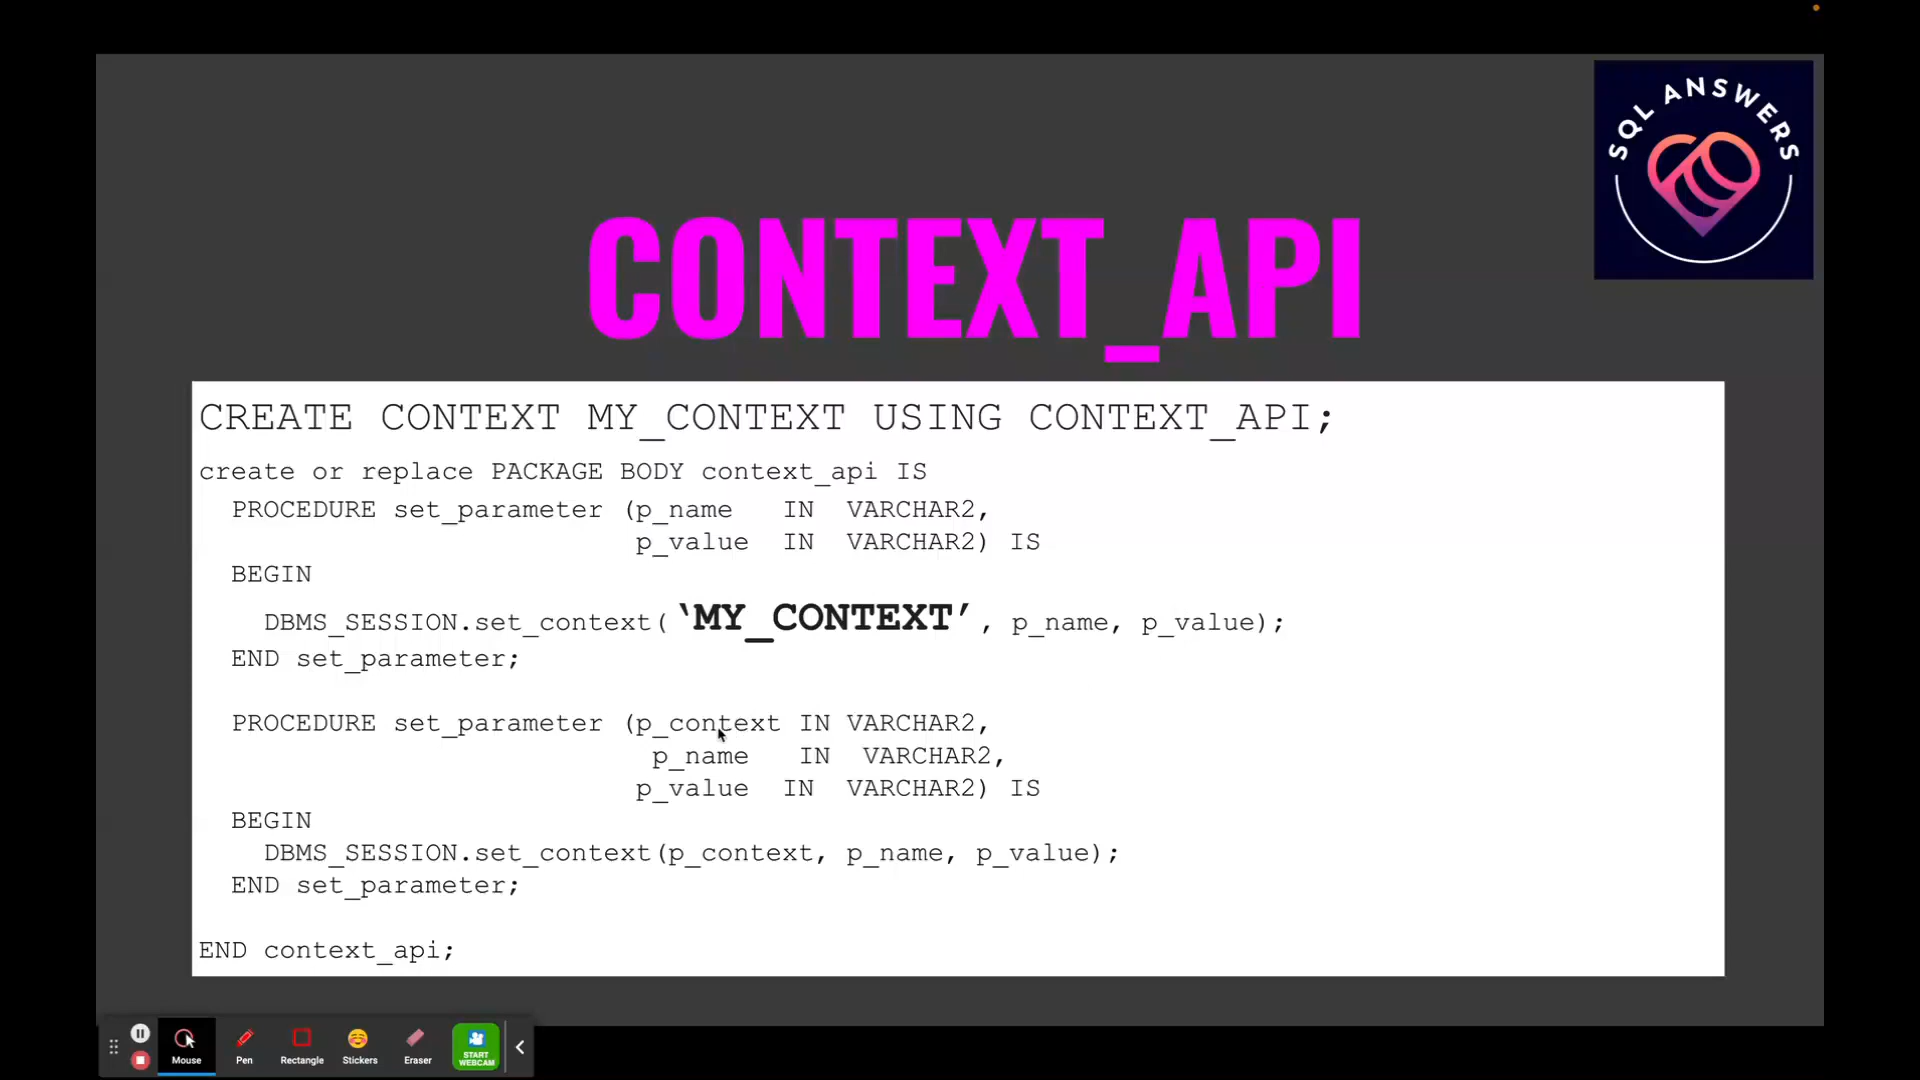 SQL ANSWERS
CONTEXT_API
CREATE CONTEXT MY_CONTEXT USING CONTEXT_API;
create or replace PACKAGE BODY context_api IS
PROCEDURE set_parameter (p_name IN VARCHAR2,
p_value IN VARCHAR2) IS
BEGIN
DBMS_SESSION.set_context(‘MY_CONTEXT’, p_name, p_value);
END set_parameter;
PROCEDURE set_parameter (p_context IN VARCHAR2,
p_name IN VARCHAR2,
p_value IN VARCHAR2) IS
BEGIN
DBMS_SESSION.set_context(p_context, p_name, p_value);
END set_parameter;
END context_api;
Mouse Pen Rectangle Stickers Eraser START
WEBCAM